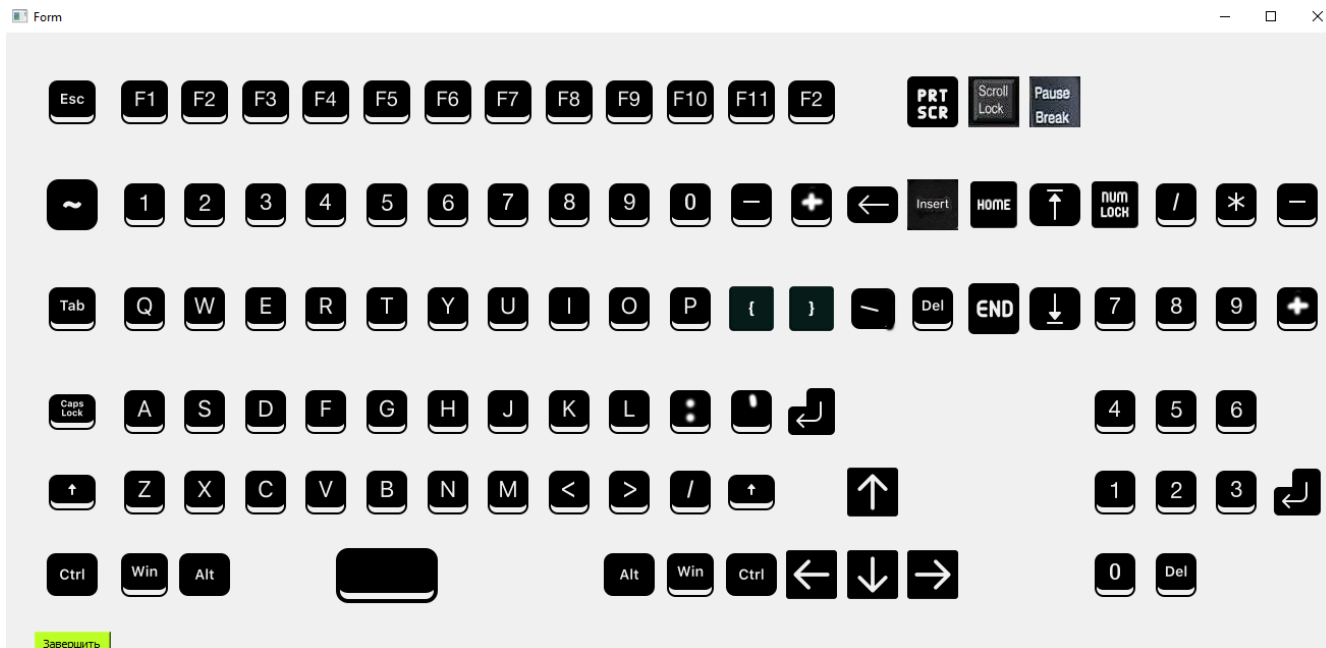 Form
Esc F1 F2 F3 F4 F5 F6 F7 F8 F9 F10 F11 F2 PRT SCR Scroll Lock Pause Break
~ 1 2 3 4 5 6 7 8 9 0 - + ← Insert HOME ↑ NUM LOCK / * -
Tab Q W E R T Y U I O P { } \ Del END ↓ 7 8 9 +
Caps Lock A S D F G H J K L : ' ↵ 4 5 6
↑ Z X C V B N M < > / ↑ ↑ 1 2 3 ↵
Ctrl Win Alt Alt Win Ctrl ← ↓ → 0 Del
Завершить